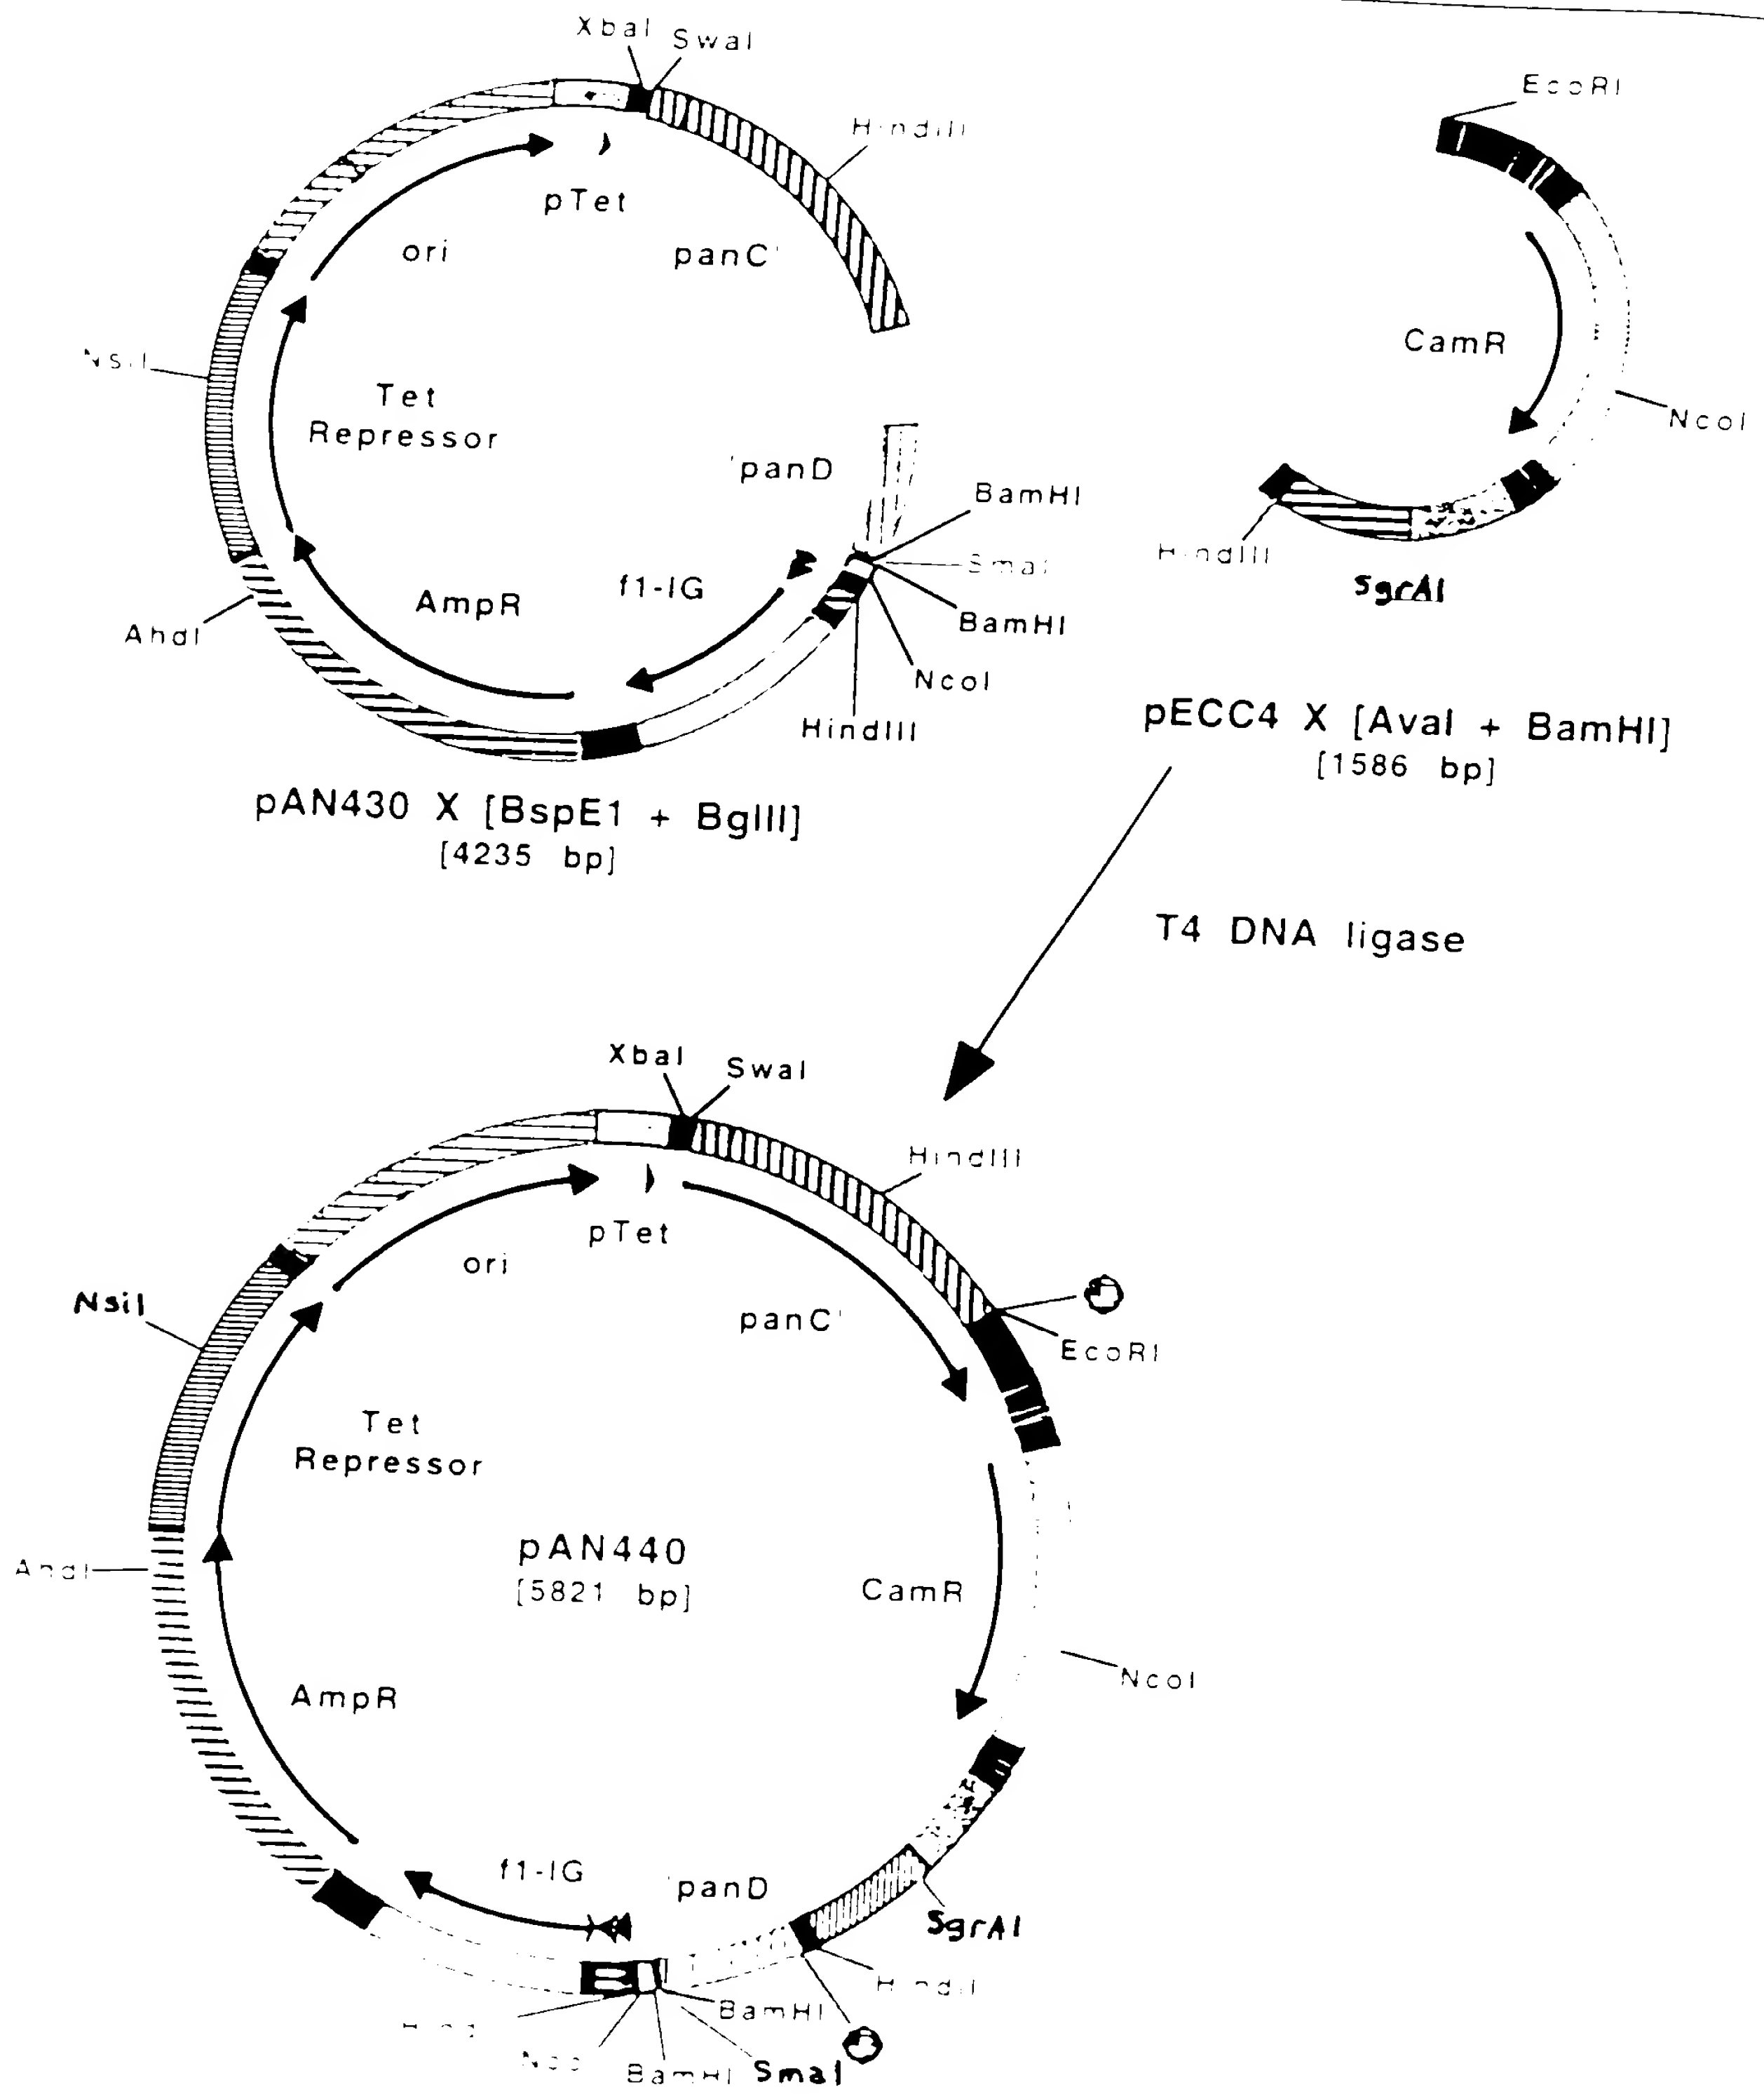 XbaI SwaI
HindIII
pTet
ori
panC'
NsiI
Tet
Repressor
'panD
BamHI
SmaI
BamHI
NcoI
HindIII
f1-IG
AmpR
AhdI
pAN430 X [BspE1 + BglII]
[4235 bp]
EcoRI
CamR
NcoI
HindIII
SgrAI
pECC4 X [AvaI + BamHI]
[1586 bp]
T4 DNA ligase
XbaI SwaI
HindIII
pTet
ori
panC'
NsiI
EcoRI
Tet
Repressor
AhdI
pAN440
[5821 bp]
CamR
NcoI
AmpR
f1-IG
'panD
SgrAI
HindIII
BamHI
BamHI SmaI